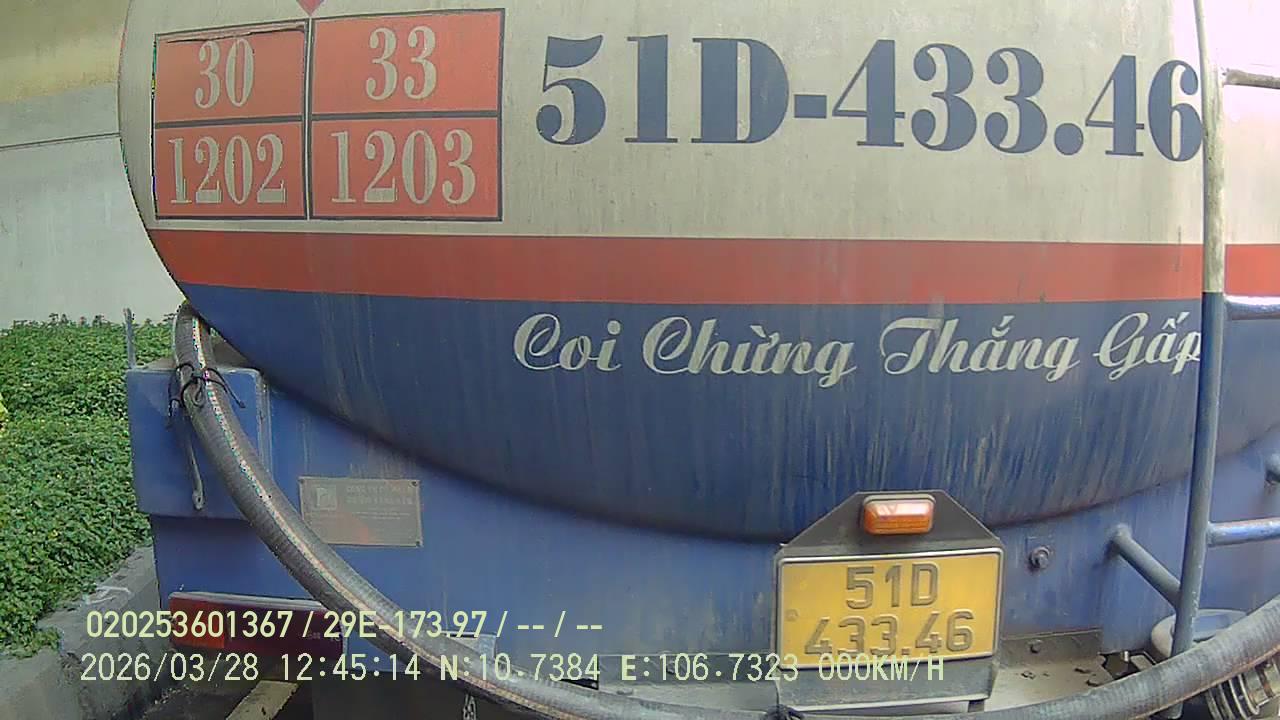 30 33
1202 1203
51D-433.46
Coi Chừng Thắng Gấp
51D
433.46
020253601367 / 29E-173.97 / -- / --
2026/03/28 12:45:14 N:10.7384 E:106.7323 000KM/H